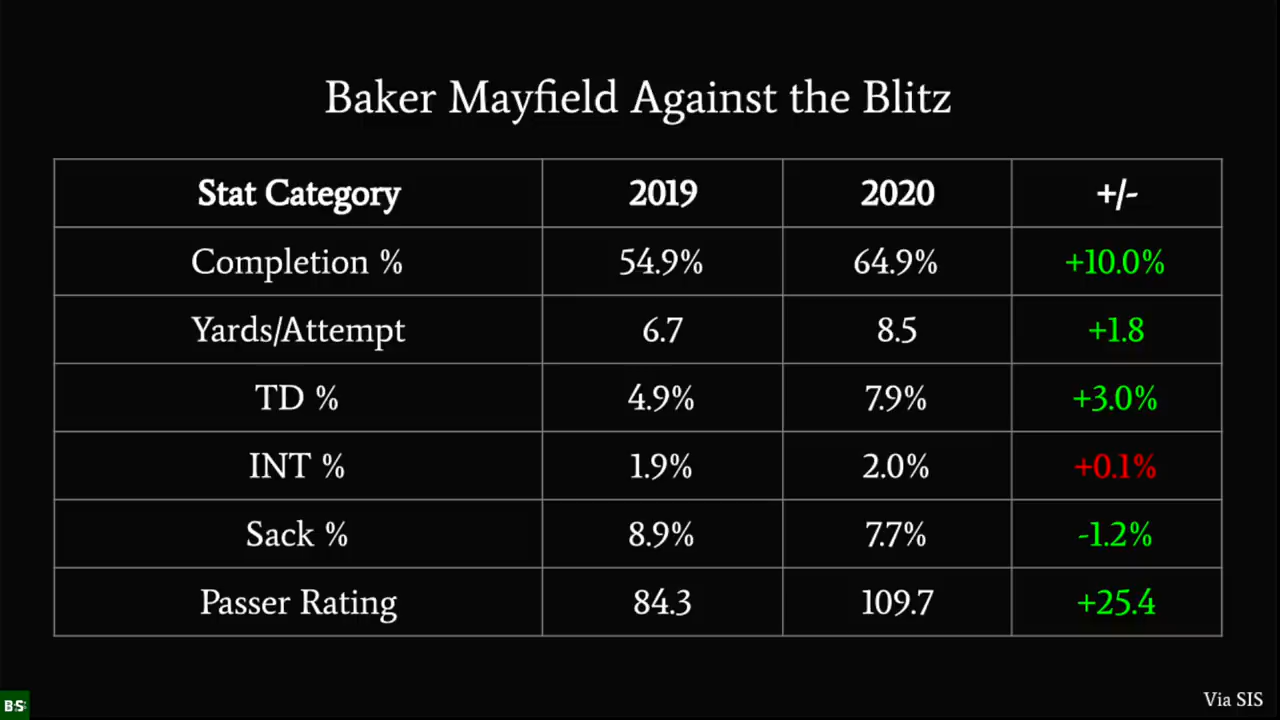 Baker Mayfield Against the Blitz
Stat Category 2019 2020 +/-
Completion % 54.9% 64.9% +10.0%
Yards/Attempt 6.7 8.5 +1.8
TD % 4.9% 7.9% +3.0%
INT % 1.9% 2.0% +0.1%
Sack % 8.9% 7.7% -1.2%
Passer Rating 84.3 109.7 +25.4
Via SIS